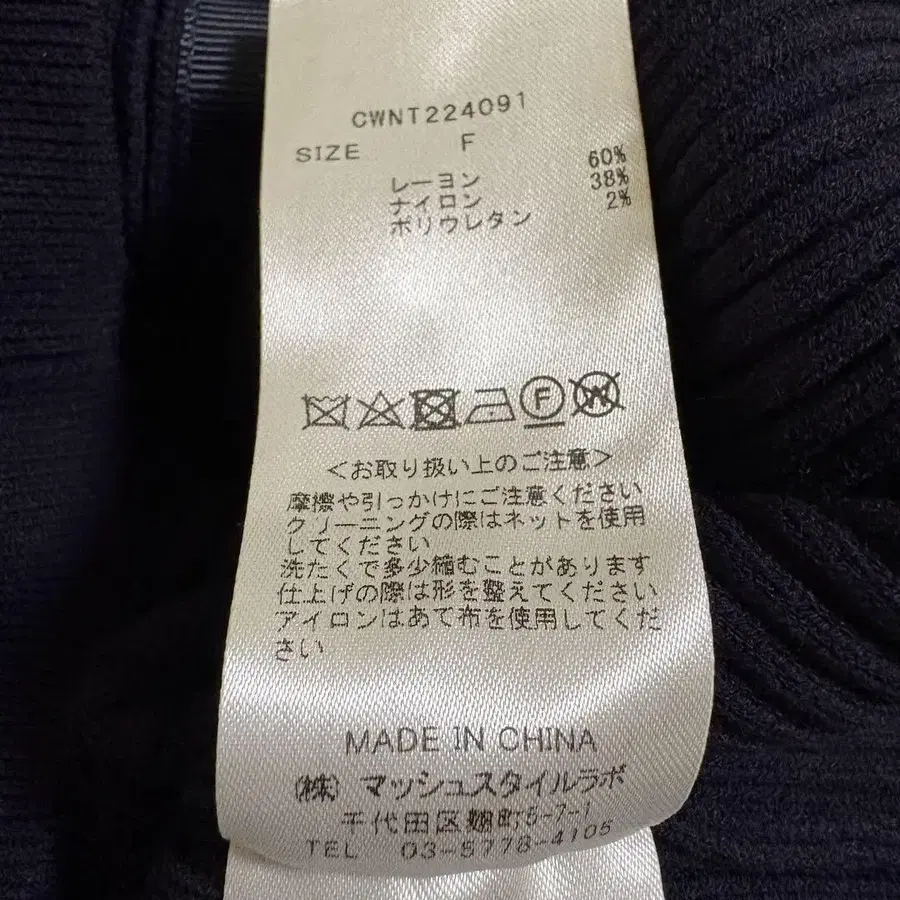 CWNT224091
SIZE F
レーヨン 60%
ナイロン 38%
ポリウレタン 2%
F W
<お取り扱い上のご注意>
摩擦や引っかけにご注意ください
クリーニングの際はネットを使用
してください
洗たくで多少縮むことがあります
仕上げの際は形を整えてください
アイロンはあて布を使用してくだ
さい
MADE IN CHINA
(株) マッシュスタイルラボ
千代田区麹町5-7-1
TEL 03-5778-4105